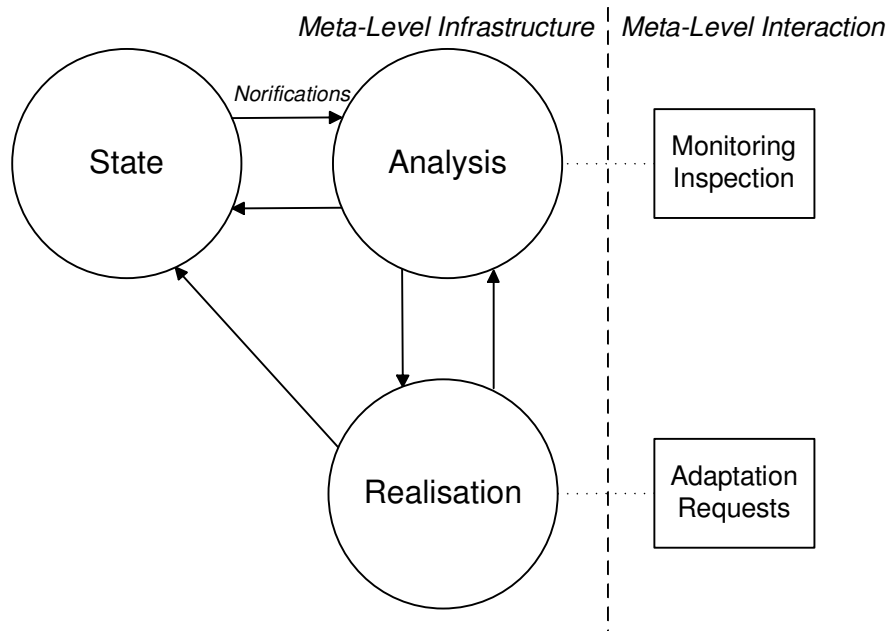 Meta-Level Infrastructure
Meta-Level Interaction
Norifications
State
Analysis
Monitoring
Inspection
Realisation
Adaptation
Requests